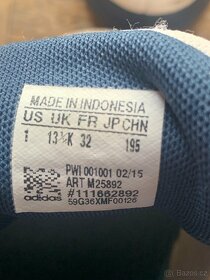 MADE IN INDONESIA
US UK FR JP CHN
1 13½K 32 195
PWI 001001 02/15
ART M25892
#111662892
adidas
59G36XMF00126